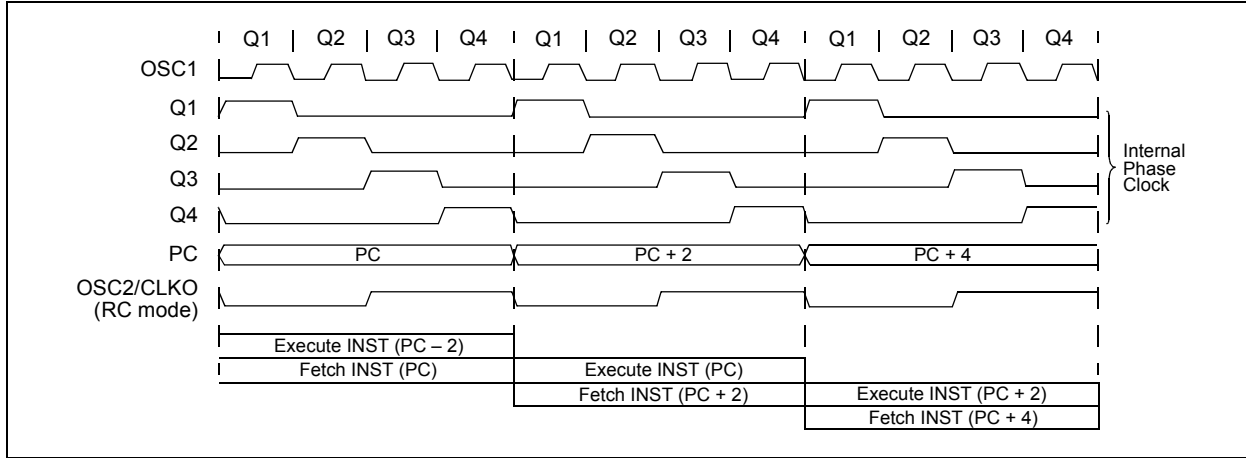 Q1 Q2 Q3 Q4 Q1 Q2 Q3 Q4 Q1 Q2 Q3 Q4
OSC1
Q1
Q2
Q3
Q4
Internal
Phase
Clock
PC PC PC + 2 PC + 4
OSC2/CLKO
(RC mode)
Execute INST (PC – 2)
Fetch INST (PC) Execute INST (PC)
Fetch INST (PC + 2) Execute INST (PC + 2)
Fetch INST (PC + 4)